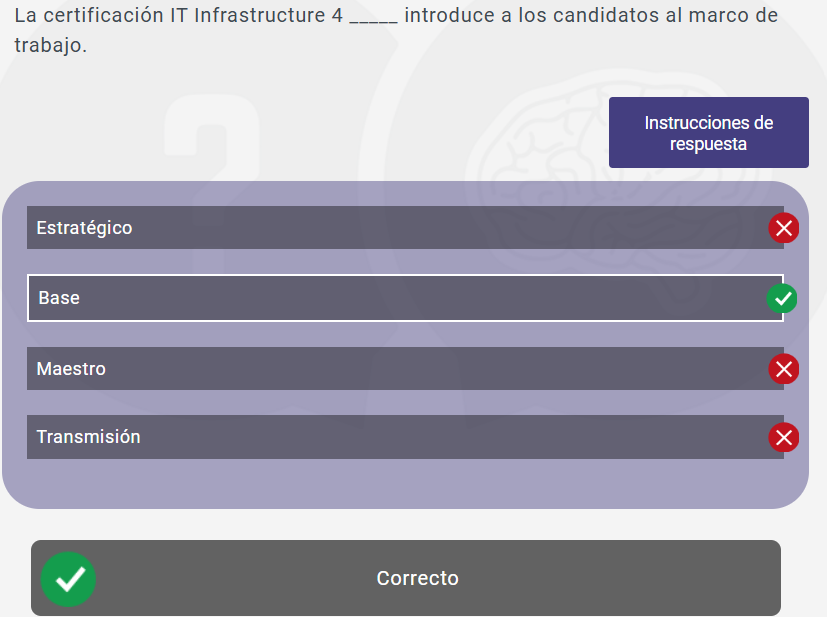 La certificación IT Infrastructure 4 _____ introduce a los candidatos al marco de
trabajo.
Instrucciones de
respuesta
Estratégico
Base
Maestro
Transmisión
Correcto